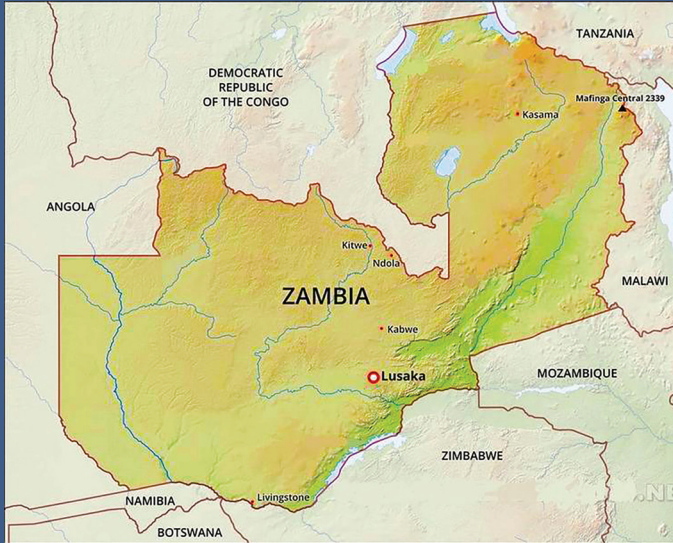 TANZANIA
DEMOCRATIC
REPUBLIC
OF THE CONGO
Mafinga Central 2339
Kasama
ANGOLA
Kitwe
Ndola
MALAWI
ZAMBIA
Kabwe
Lusaka
MOZAMBIQUE
ZIMBABWE
NAMIBIA
Livingstone
BOTSWANA